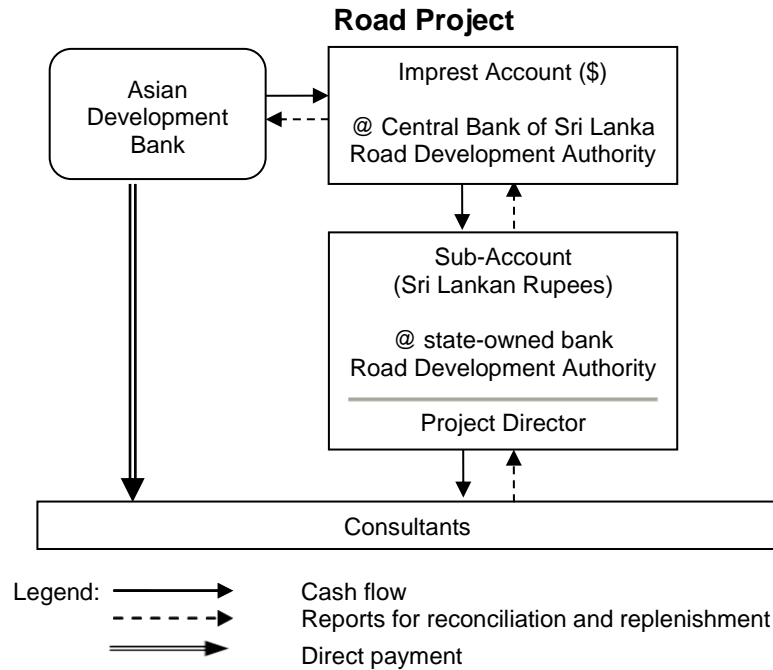 Road Project
Asian
Development
Bank
Imprest Account ($)
@ Central Bank of Sri Lanka
Road Development Authority
Sub-Account
(Sri Lankan Rupees)
@ state-owned bank
Road Development Authority
Project Director
Consultants
Legend:
Cash flow
Reports for reconciliation and replenishment
Direct payment